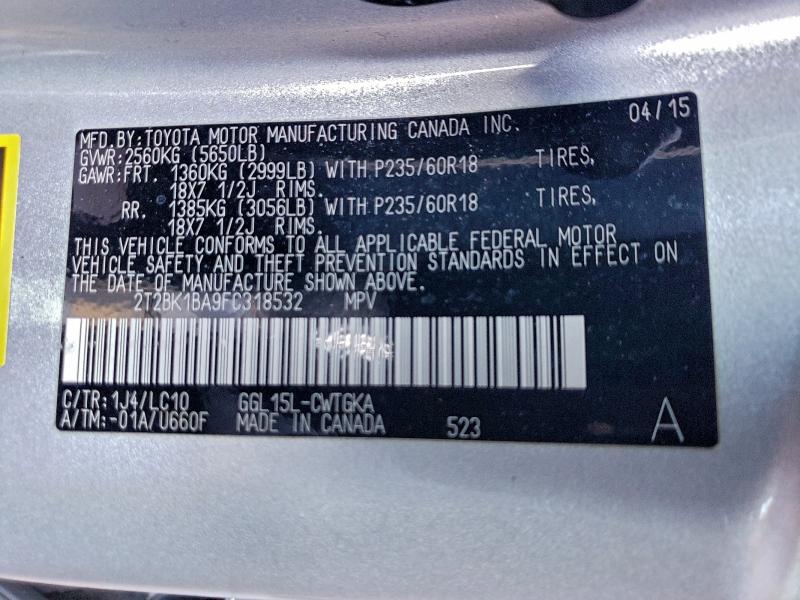 04/15
MFD.BY:TOYOTA MOTOR MANUFACTURING CANADA INC.
GVWR:2560KG (5650LB)
GAWR:FRT. 1360KG (2999LB) WITH P235/60R18 TIRES,
18X7 1/2J RIMS.
RR. 1385KG (3056LB) WITH P235/60R18 TIRES,
18X7 1/2J RIMS.
THIS VEHICLE CONFORMS TO ALL APPLICABLE FEDERAL MOTOR
VEHICLE SAFETY AND THEFT PREVENTION STANDARDS IN EFFECT ON
THE DATE OF MANUFACTURE SHOWN ABOVE.
2T2BK1BA9FC318532 MPV
C/TR:1J4/LC10 GGL15L-CWTGKA
A/TM:-01A/U660F MADE IN CANADA 523 A